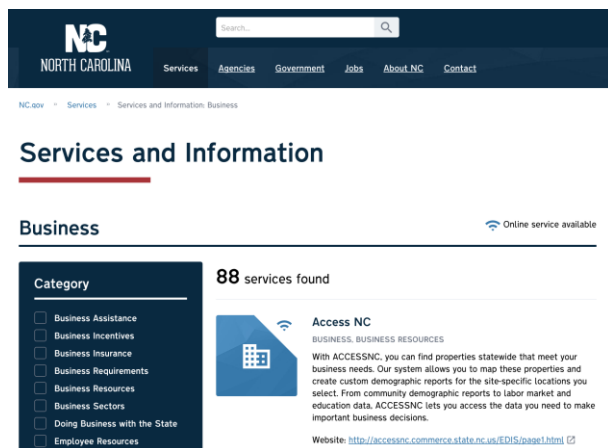 NC
NORTH CAROLINA
Search...
Services Agencies Government Jobs About NC Contact
NC.gov Services Services and Information: Business
Services and Information
Business
Online service available
Category
Business Assistance
Business Incentives
Business Insurance
Business Requirements
Business Resources
Business Sectors
Doing Business with the State
Employee Resources
88 services found
Access NC
BUSINESS, BUSINESS RESOURCES
With ACCESSNC, you can find properties statewide that meet your
business needs. Our system allows you to map these properties and
create custom demographic reports for the site-specific locations you
select. From community demographic reports to labor market and
education data, ACCESSNC lets you access the data you need to make
important business decisions.
Website: http://accessnc.commerce.state.nc.us/EDIS/page1.html